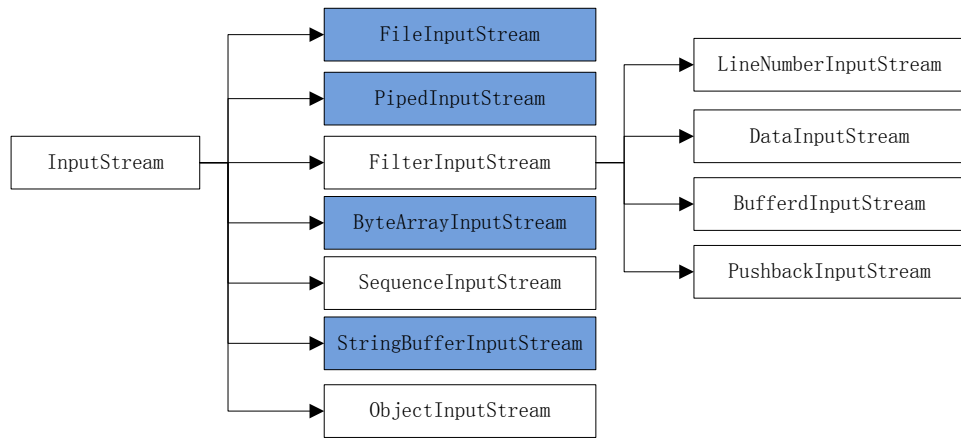 InputStream
FileInputStream
PipedInputStream
FilterInputStream
ByteArrayInputStream
SequenceInputStream
StringBufferInputStream
ObjectInputStream
LineNumberInputStream
DataInputStream
BufferdInputStream
PushbackInputStream